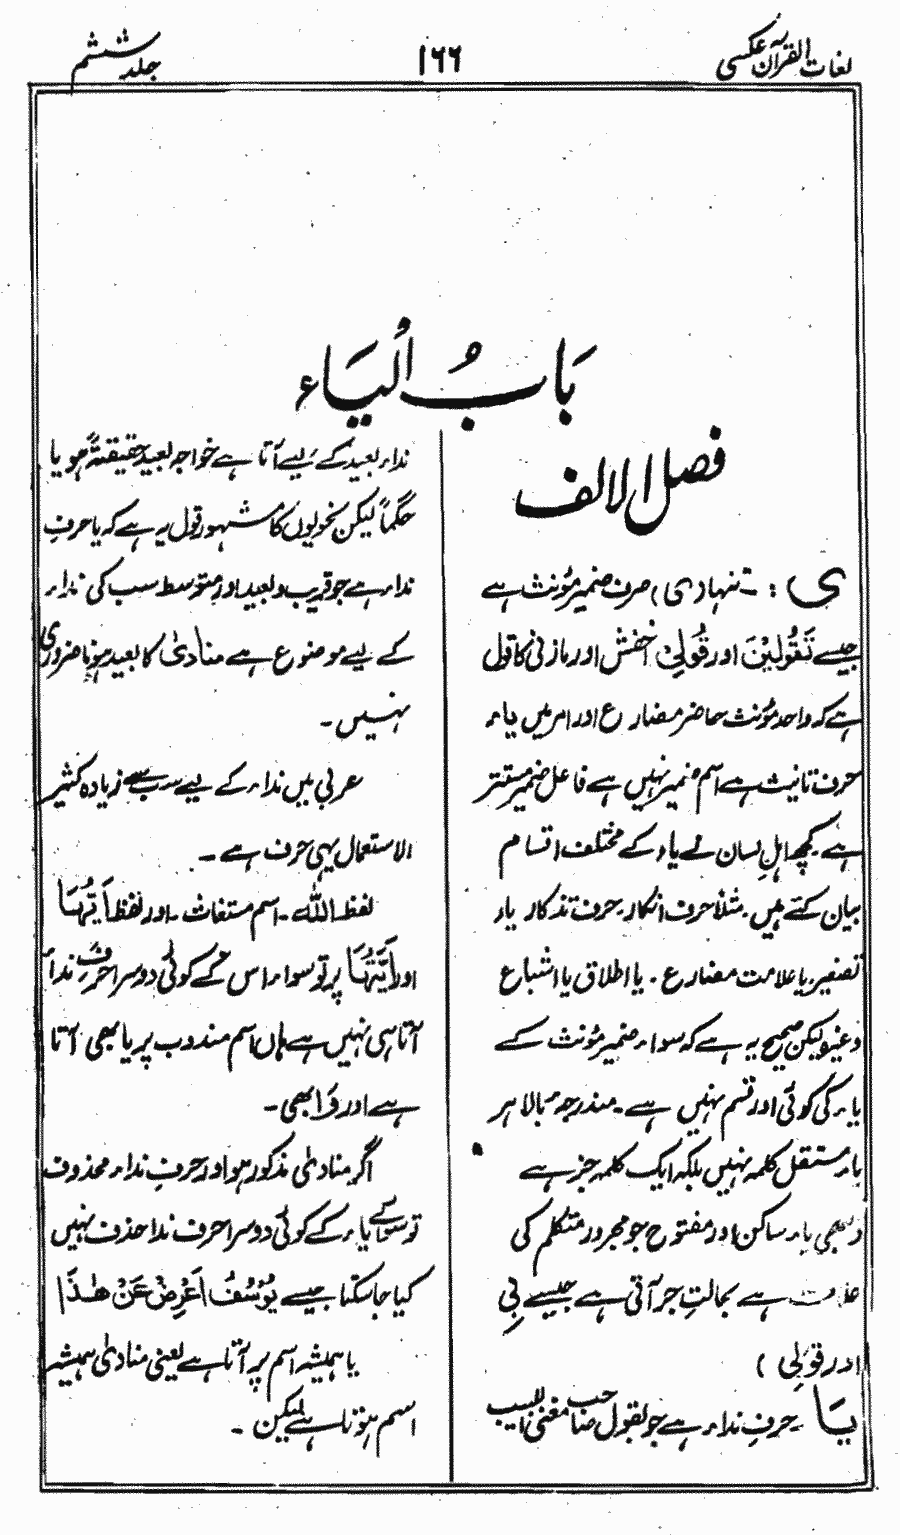 لغات القرآن عکسی
۱۶۶
جلد ششم
بَابُ الْیَاء
فصل الالف
ی :۔ تنہا (ی) صرف ضمیر مؤنث ہے
جیسے تَقُوْلِیْنَ اور قُوْلِیْ اخفش اور مازنی کا قول
ہے کہ واحد مؤنث حاضر مضارع اور امر میں یاء
حرف تانیث ہے اسم ضمیر نہیں ہے فاعل ضمیر مستتر
ہے۔ کچھ اہلِ لسان نے یاء کے مختلف اقسام
بیان کئے ہیں۔ مثلاً حرف انکار۔ حرف تذکار یاء
تصغیر یا علامت مضارع۔ یا اطلاق یا اشباع
وغیرہ لیکن صحیح یہ ہے کہ سواء ضمیر مؤنث کے
یاء کی کوئی اور قسم نہیں ہے۔ مندرجہ بالا ہر
یاء مستقل کلمہ نہیں بلکہ ایک کلمہ جز ہے
یاء ساکن اور مفتوح جو مجرور متکلم کی
علامت ہے بحالتِ جر آتی ہے جیسے بِی
اور قولِی )
یَا ۔ حرفِ نداء ہے جو بقول صاحب مغنی اللبیب
نداء بعید کے لیے آتا ہے خواہ بعید حقیقۃً ہو یا
حکماً لیکن نحویوں کا مشہور قول یہ ہے کہ یا حرفِ
نداء ہے جو قریب و بعید اور متوسط سب کی نداء
کے لیے موضوع ہے منادیٰ کا بعید ہونا ضروری
نہیں ۔
عربی میں نداء کے لیے سب سے زیادہ کثیر
الاستعمال یہی حرف ہے ۔
لفظ اللّٰہ ۔ اسم مستغاث ۔ اور لفظ اَیُّہَا
اور اَیَّتُہَا پر تو سواء اس کے کوئی دوسرا حرف نداء
آتا ہی نہیں ہے ہاں اسم مندوب پر یا بھی آتا
ہے اور وَا بھی ۔
اگر منادیٰ مذکور ہو اور حرفِ نداء محذوف
تو سوائے یاء کے کوئی دوسرا حرف نداء حذف نہیں
کیا جاسکتا جیسے یُوْسُفُ اَعْرِضْ عَنْ ہٰذَا
یا ہمیشہ اسم پر آتا ہے یعنی منادیٰ ہمیشہ
اسم ہوتا ہے لیکن ۔